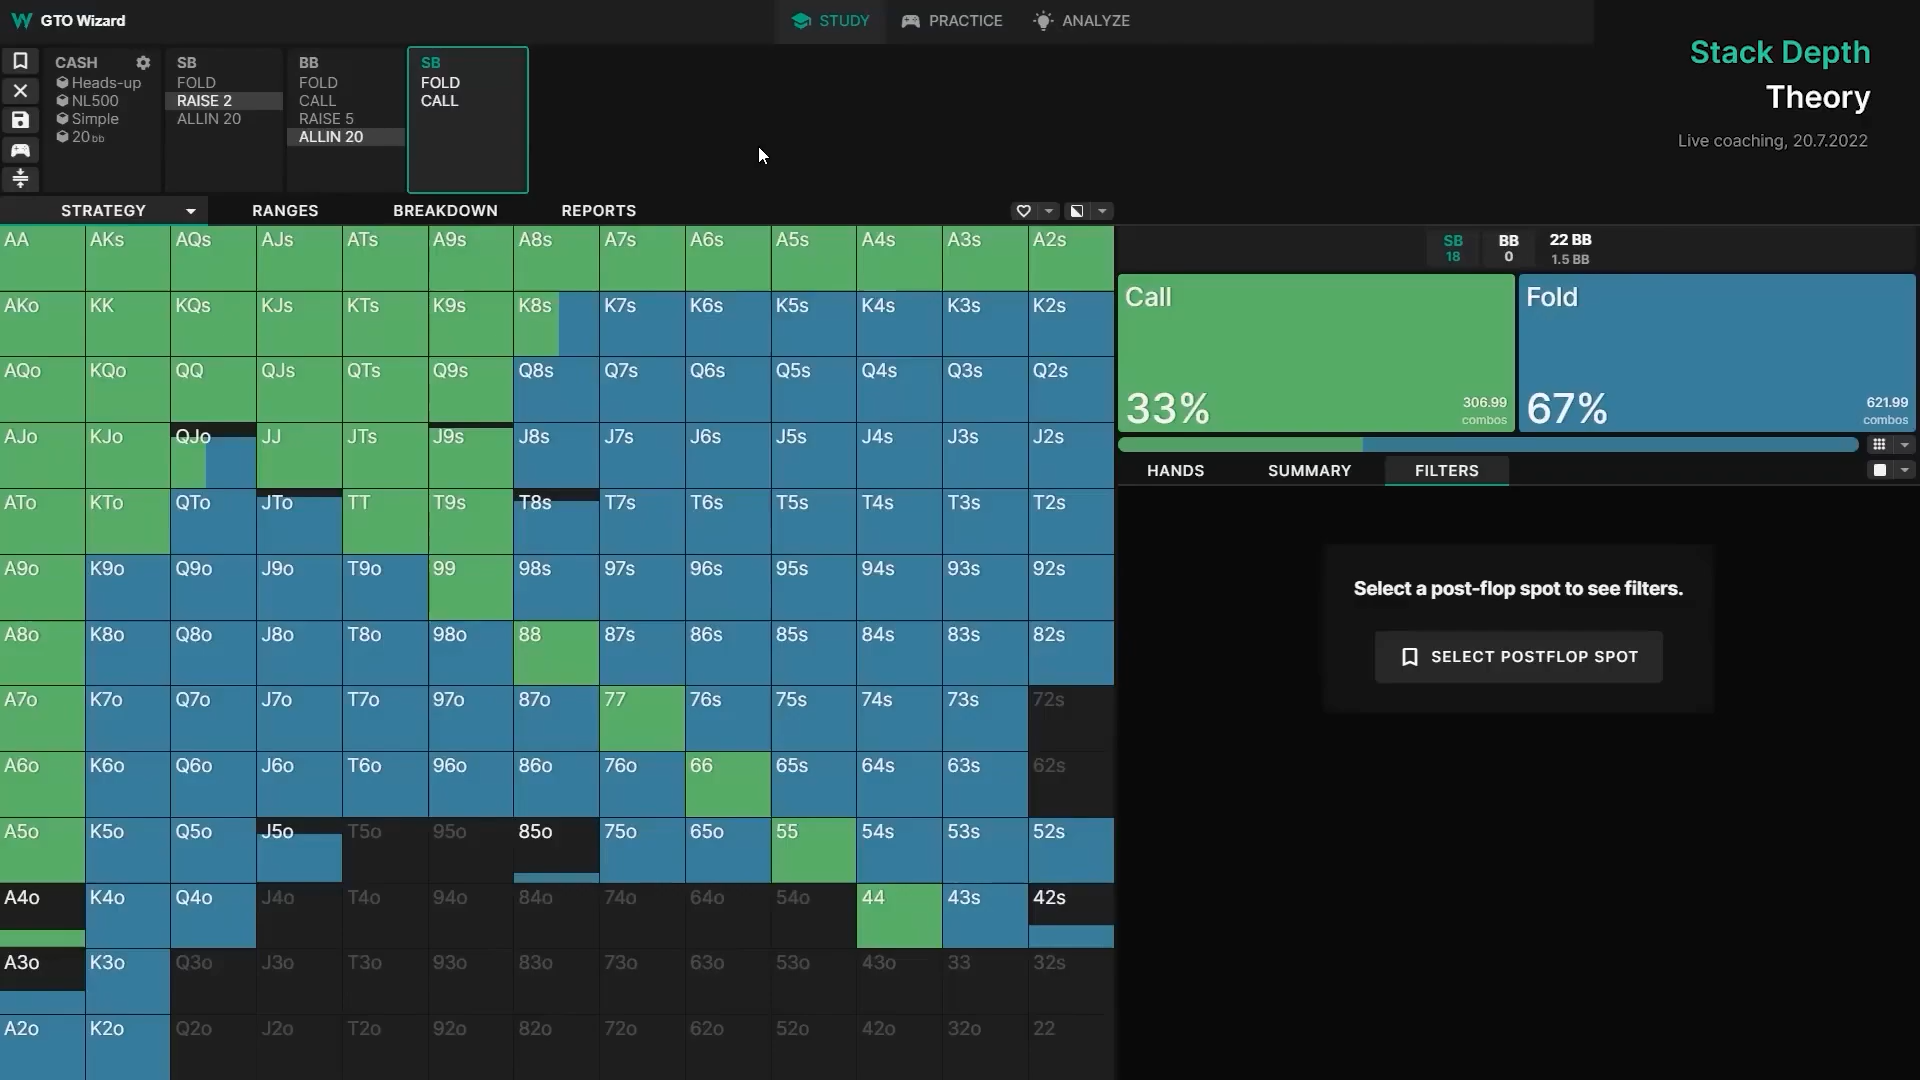 GTO Wizard
STUDY
PRACTICE
ANALYZE
Stack Depth
Theory
Live coaching, 20.7.2022
CASH
Heads-up
NL500
Simple
20bb
SB
FOLD
RAISE 2
ALLIN 20
BB
FOLD
CALL
RAISE 5
ALLIN 20
SB
FOLD
CALL
STRATEGY
RANGES
BREAKDOWN
REPORTS
AA AKs AQs AJs ATs A9s A8s A7s A6s A5s A4s A3s A2s
AKo KK KQs KJs KTs K9s K8s K7s K6s K5s K4s K3s K2s
AQo KQo QQ QJs QTs Q9s Q8s Q7s Q6s Q5s Q4s Q3s Q2s
AJo KJo QJo JJ JTs J9s J8s J7s J6s J5s J4s J3s J2s
ATo KTo QTo JTo TT T9s T8s T7s T6s T5s T4s T3s T2s
A9o K9o Q9o J9o T9o 99 98s 97s 96s 95s 94s 93s 92s
A8o K8o Q8o J8o T8o 98o 88 87s 86s 85s 84s 83s 82s
A7o K7o Q7o J7o T7o 97o 87o 77 76s 75s 74s 73s 72s
A6o K6o Q6o J6o T6o 96o 86o 76o 66 65s 64s 63s 62s
A5o K5o Q5o J5o T5o 95o 85o 75o 65o 55 54s 53s 52s
A4o K4o Q4o J4o T4o 94o 84o 74o 64o 54o 44 43s 42s
A3o K3o Q3o J3o T3o 93o 83o 73o 63o 53o 43o 33 32s
A2o K2o Q2o J2o T2o 92o 82o 72o 62o 52o 42o 32o 22
SB
18
BB
0
22 BB
1.5 BB
Call
33%
306.99
combos
Fold
67%
621.99
combos
HANDS
SUMMARY
FILTERS
Select a post-flop spot to see filters.
SELECT POSTFLOP SPOT